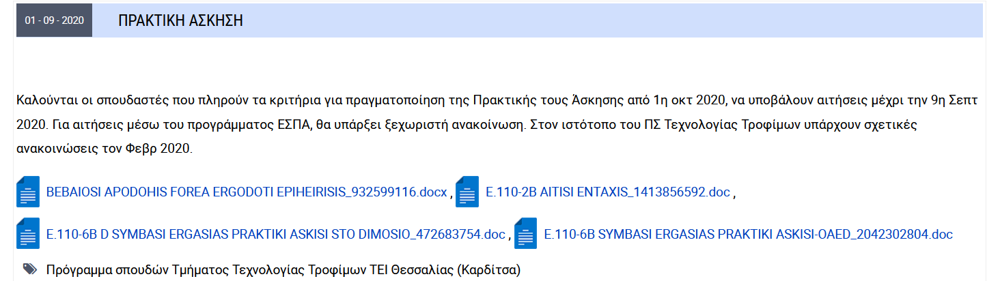 01 - 09 - 2020 ΠΡΑΚΤΙΚΗ ΑΣΚΗΣΗ
Καλούνται οι σπουδαστές που πληρούν τα κριτήρια για πραγματοποίηση της Πρακτικής τους Άσκησης από 1η οκτ 2020, να υποβάλουν αιτήσεις μέχρι την 9η Σεπτ
2020. Για αιτήσεις μέσω του προγράμματος ΕΣΠΑ, θα υπάρξει ξεχωριστή ανακοίνωση. Στον ιστότοπο του ΠΣ Τεχνολογίας Τροφίμων υπάρχουν σχετικές
ανακοινώσεις τον Φεβρ 2020.
BEBAIOSI APODOHIS FOREA ERGODOTI EPIHEIRISIS_932599116.docx , E.110-2B AITISI ENTAXIS_1413856592.doc ,
E.110-6B D SYMBASI ERGASIAS PRAKTIKI ASKISI STO DIMOSIO_472683754.doc , E.110-6B SYMBASI ERGASIAS PRAKTIKI ASKISI-OAED_2042302804.doc
Πρόγραμμα σπουδών Τμήματος Τεχνολογίας Τροφίμων ΤΕΙ Θεσσαλίας (Καρδίτσα)